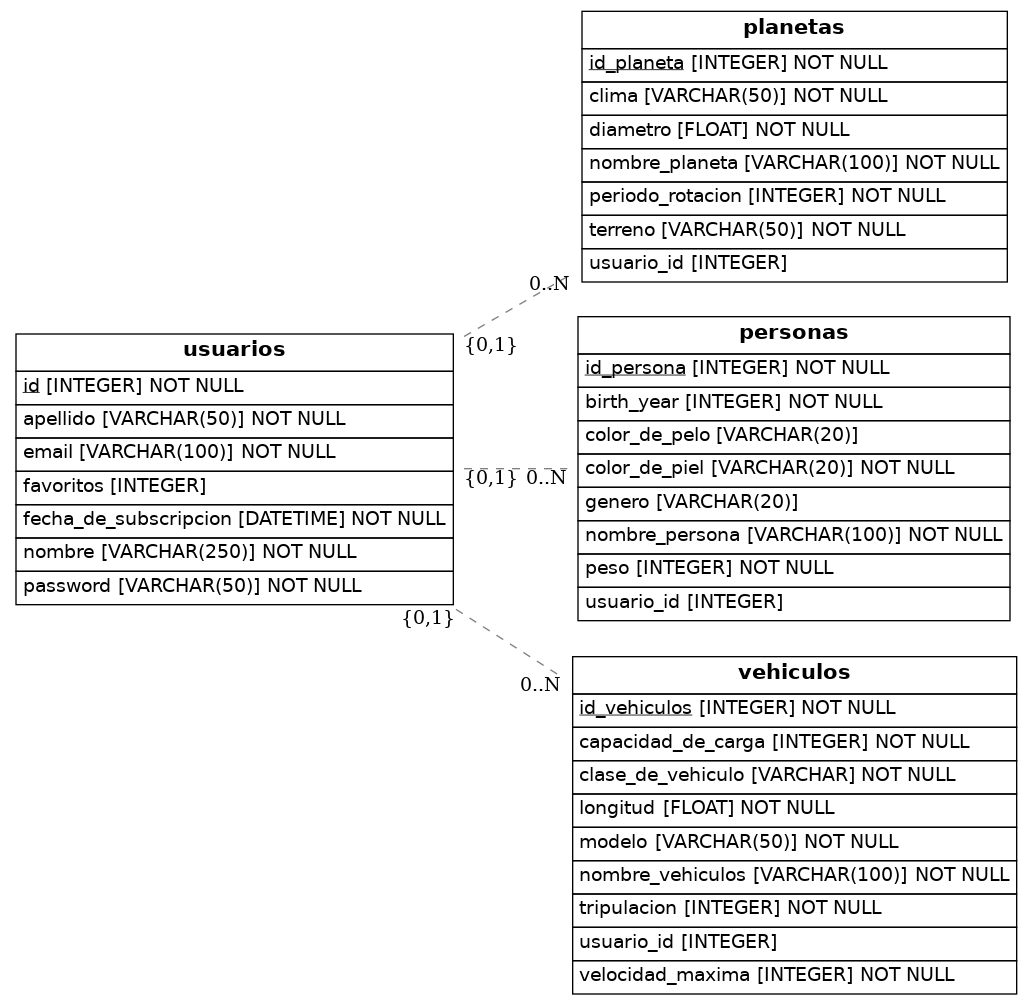 planetas
id_planeta [INTEGER] NOT NULL
clima [VARCHAR(50)] NOT NULL
diametro [FLOAT] NOT NULL
nombre_planeta [VARCHAR(100)] NOT NULL
periodo_rotacion [INTEGER] NOT NULL
terreno [VARCHAR(50)] NOT NULL
usuario_id [INTEGER]
0..N
{0,1}
usuarios
id [INTEGER] NOT NULL
apellido [VARCHAR(50)] NOT NULL
email [VARCHAR(100)] NOT NULL
favoritos [INTEGER]
fecha_de_subscripcion [DATETIME] NOT NULL
nombre [VARCHAR(250)] NOT NULL
password [VARCHAR(50)] NOT NULL
{0,1} 0..N
personas
id_persona [INTEGER] NOT NULL
birth_year [INTEGER] NOT NULL
color_de_pelo [VARCHAR(20)]
color_de_piel [VARCHAR(20)] NOT NULL
genero [VARCHAR(20)]
nombre_persona [VARCHAR(100)] NOT NULL
peso [INTEGER] NOT NULL
usuario_id [INTEGER]
{0,1}
0..N
vehiculos
id_vehiculos [INTEGER] NOT NULL
capacidad_de_carga [INTEGER] NOT NULL
clase_de_vehiculo [VARCHAR] NOT NULL
longitud [FLOAT] NOT NULL
modelo [VARCHAR(50)] NOT NULL
nombre_vehiculos [VARCHAR(100)] NOT NULL
tripulacion [INTEGER] NOT NULL
usuario_id [INTEGER]
velocidad_maxima [INTEGER] NOT NULL